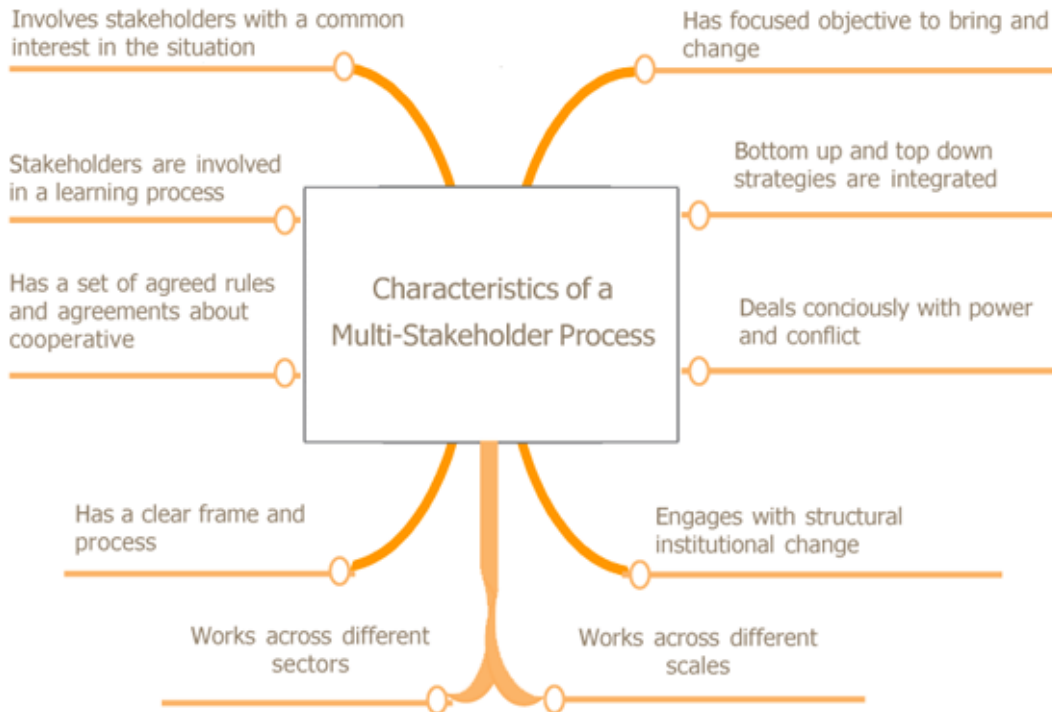 Involves stakeholders with a common
interest in the situation
Has focused objective to bring and
change
Stakeholders are involved
in a learning process
Bottom up and top down
strategies are integrated
Has a set of agreed rules
and agreements about
cooperative
Characteristics of a
Multi-Stakeholder Process
Deals conciously with power
and conflict
Has a clear frame and
process
Engages with structural
institutional change
Works across different
sectors
Works across different
scales